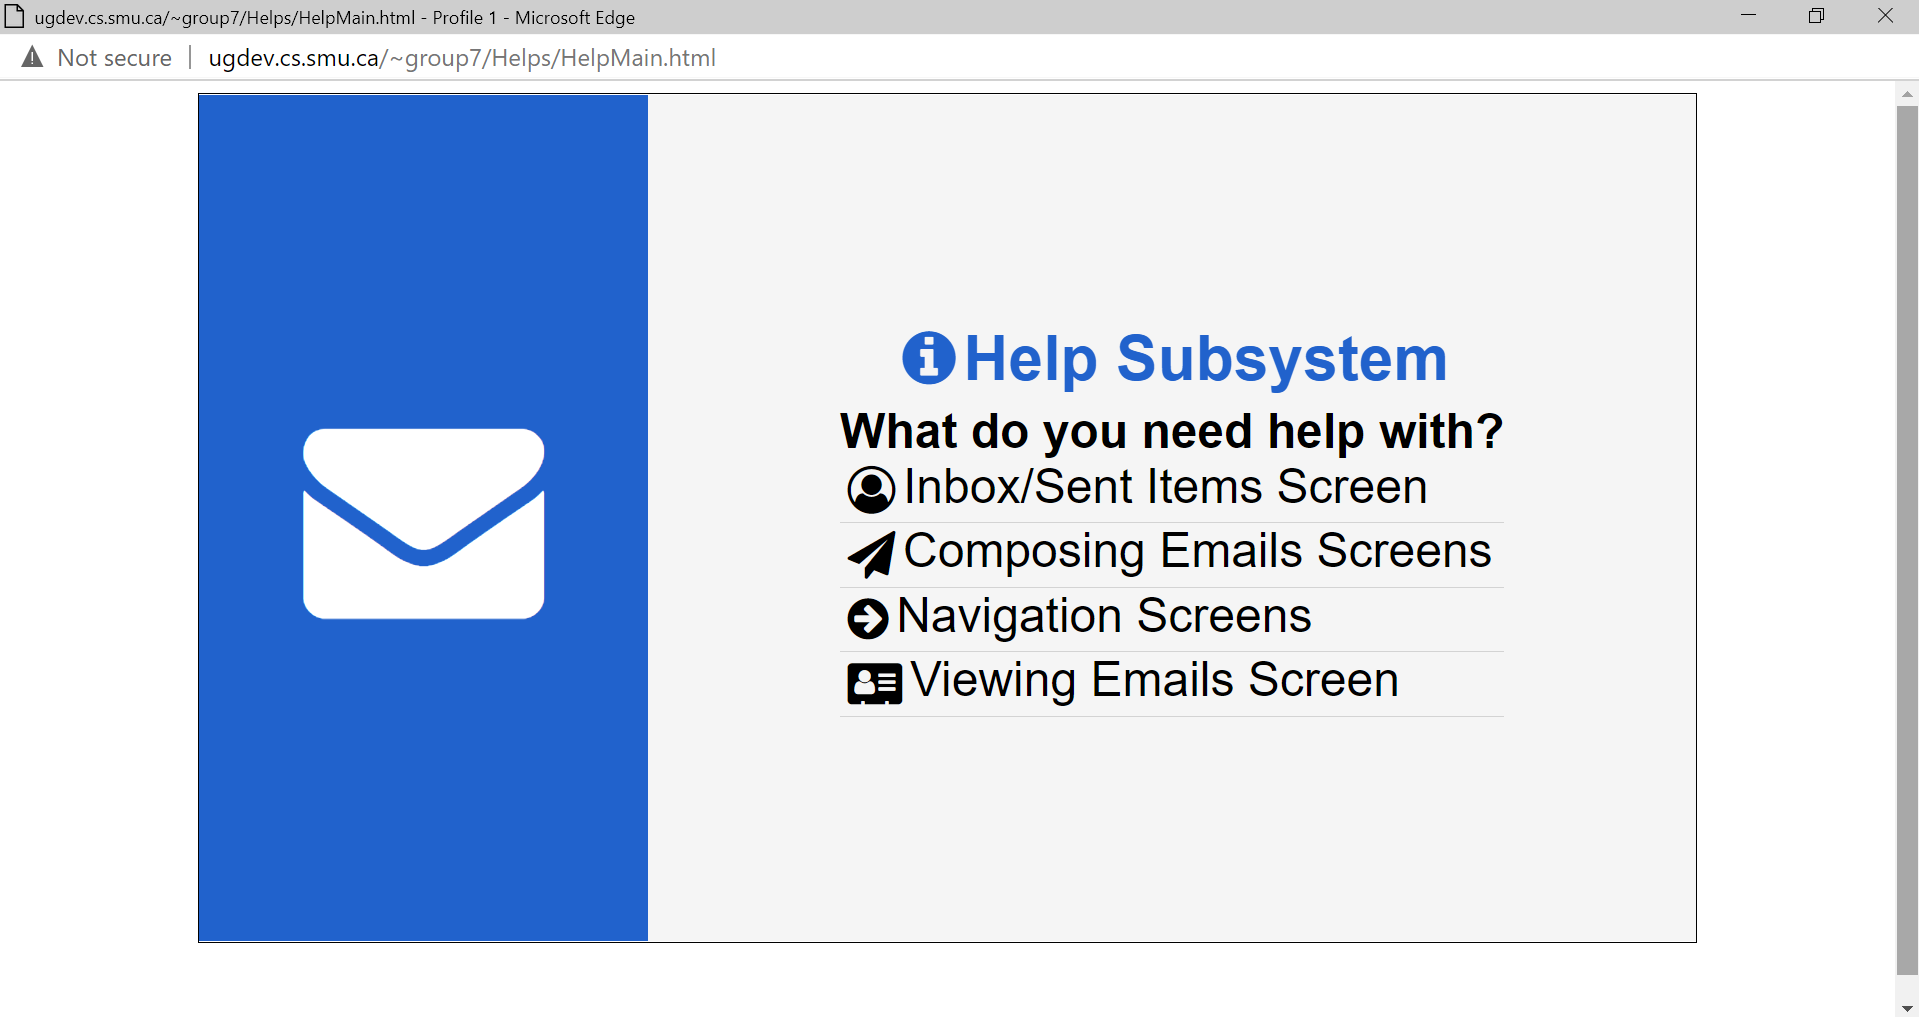 ugdev.cs.smu.ca/~group7/Helps/HelpMain.html - Profile 1 - Microsoft Edge
Not secure | ugdev.cs.smu.ca/~group7/Helps/HelpMain.html
Help Subsystem
What do you need help with?
Inbox/Sent Items Screen
Composing Emails Screens
Navigation Screens
Viewing Emails Screen